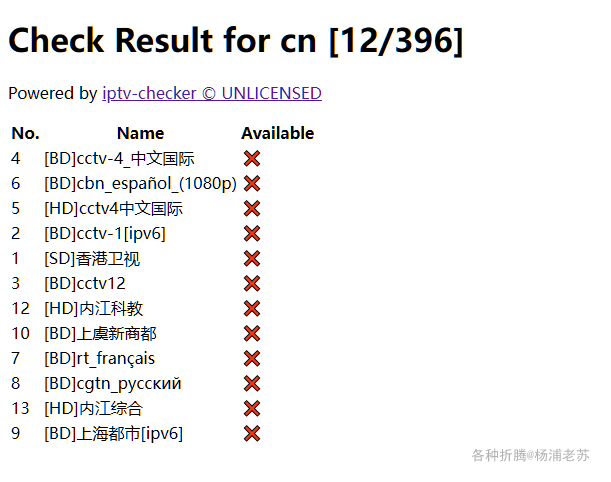 Check Result for cn [12/396]
Powered by iptv-checker © UNLICENSED
No. Name Available
4 [BD]cctv-4_中文国际 ❌
6 [BD]cbn_español_(1080p) ❌
5 [HD]cctv4中文国际 ❌
2 [BD]cctv-1[ipv6] ❌
1 [SD]香港卫视 ❌
3 [BD]cctv12 ❌
12 [HD]内江科教 ❌
10 [BD]上虞新商都 ❌
7 [BD]rt_français ❌
8 [BD]cgtn_русский ❌
13 [HD]内江综合 ❌
9 [BD]上海都市[ipv6] ❌
各种折腾@杨浦老苏